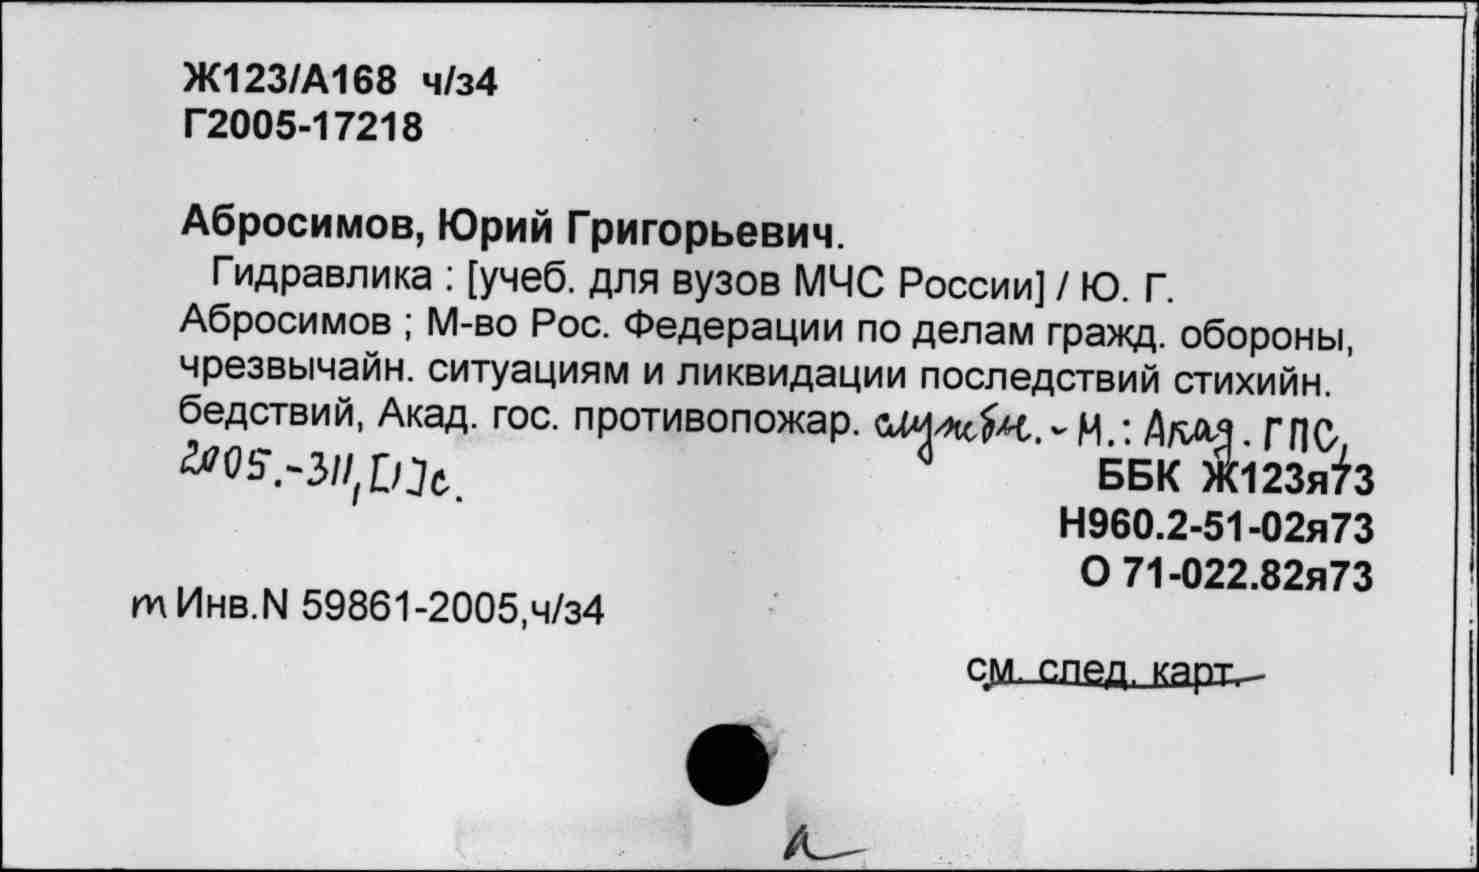 Ж123/А168 ч/з4
Г2005-17218
Абросимов, Юрий Григорьевич.
Гидравлика : [учеб. для вузов МЧС России] / Ю. Г.
Абросимов ; М-во Рос. Федерации по делам гражд. обороны,
чрезвычайн. ситуациям и ликвидации последствий стихийн.
бедствий, Акад. гос. противопожар. службы. - М.: Акад. ГПС,
2005.-311,[1]с.
ББК Ж123я73
Н960.2-51-02я73
О 71-022.82я73
т Инв.N 59861-2005,ч/з4
см. след. карт.
а